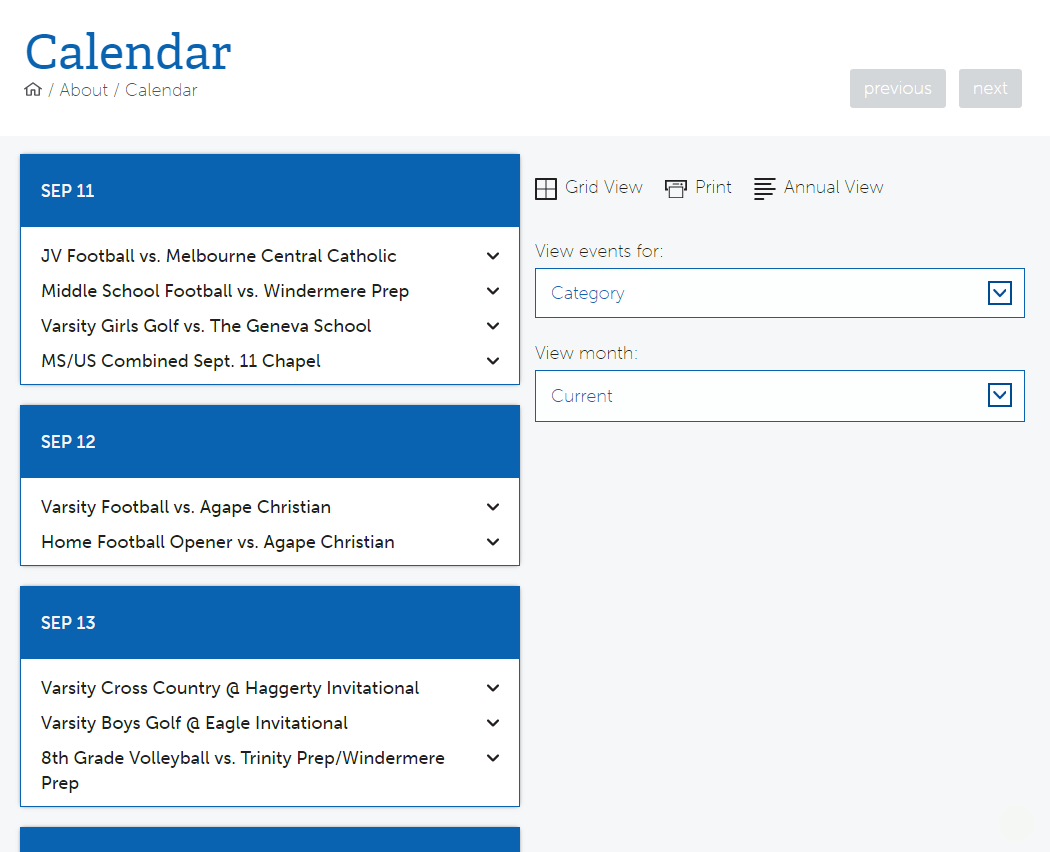 Calendar
/ About / Calendar
previous
next
SEP 11
JV Football vs. Melbourne Central Catholic
Middle School Football vs. Windermere Prep
Varsity Girls Golf vs. The Geneva School
MS/US Combined Sept. 11 Chapel
SEP 12
Varsity Football vs. Agape Christian
Home Football Opener vs. Agape Christian
SEP 13
Varsity Cross Country @ Haggerty Invitational
Varsity Boys Golf @ Eagle Invitational
8th Grade Volleyball vs. Trinity Prep/Windermere
Prep
Grid View
Print
Annual View
View events for:
Category
View month:
Current